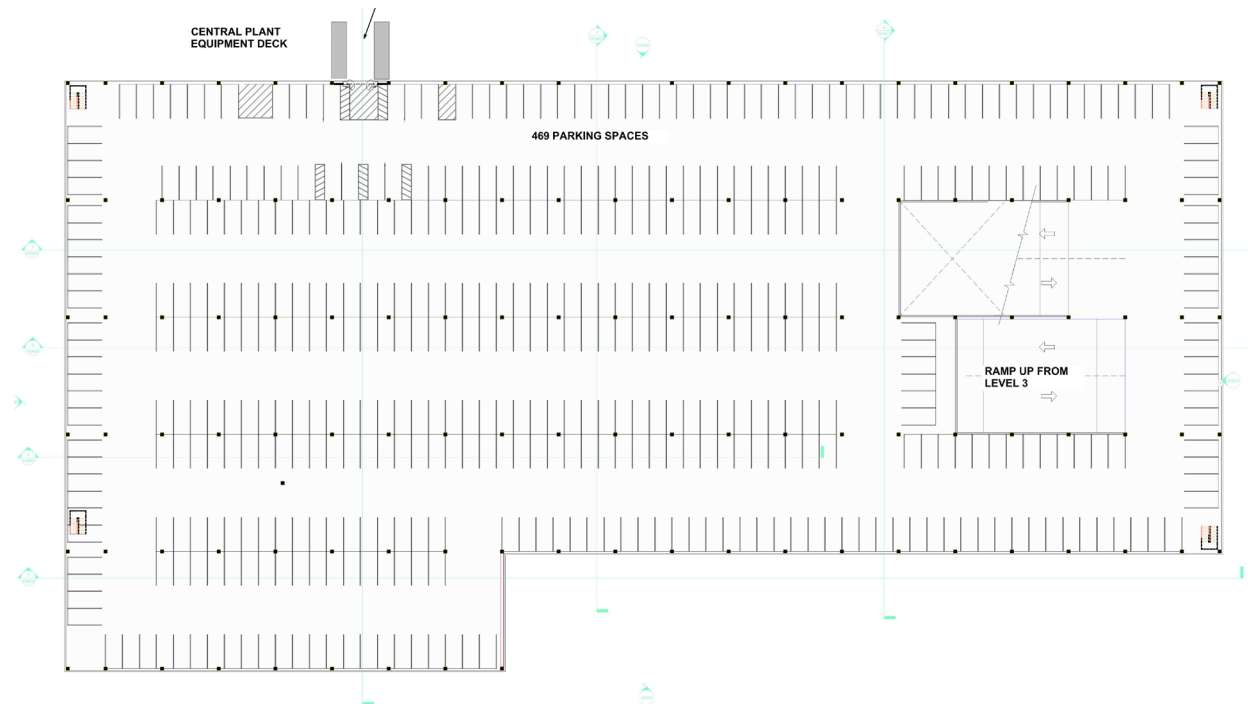 CENTRAL PLANT
EQUIPMENT DECK
469 PARKING SPACES
RAMP UP FROM
LEVEL 3